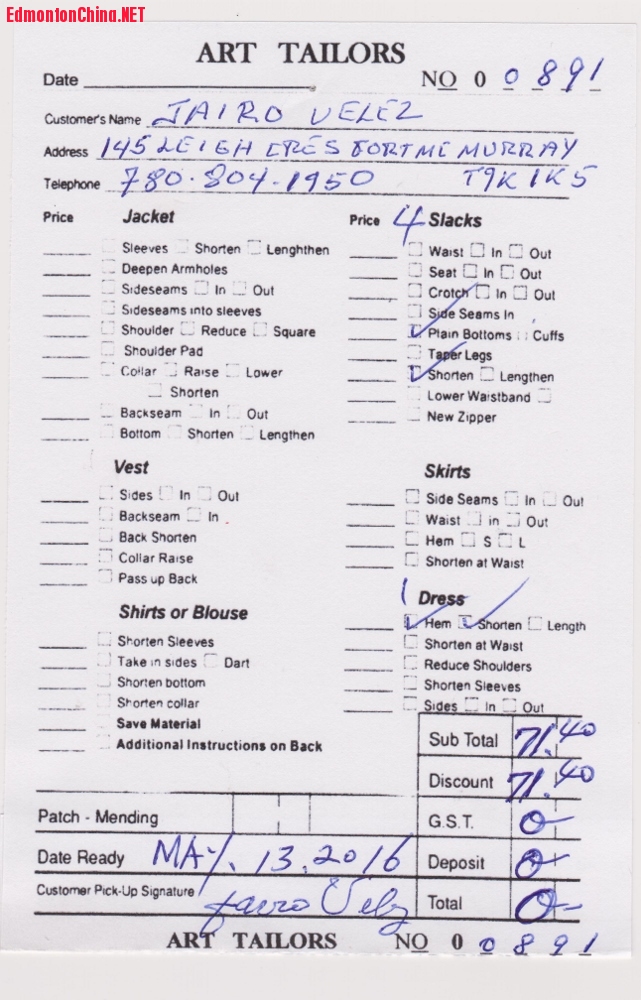 EdmontonChina.NET
ART TAILORS
Date
NO 0 0 891
Customer's Name JAIRO VELEZ
Address 145 LEIGH CRES FORT MC MURRAY
Telephone 780-804-1950 T9K 1K5
Price Jacket
Sleeves Shorten Lenghthen
Deepen Armholes
Sideseams In Out
Sideseams into sleeves
Shoulder Reduce Square
Shoulder Pad
Collar Raise Lower
Shorten
Backseam In Out
Bottom Shorten Lengthen
Vest
Sides In Out
Backseam In
Back Shorten
Collar Raise
Pass up Back
Shirts or Blouse
Shorten Sleeves
Take in sides Dart
Shorten bottom
Shorten collar
Save Material
Additional Instructions on Back
Price 4 Slacks
Waist In Out
Seat In Out
Crotch In Out
Side Seams In
Plain Bottoms Cuffs
Taper Legs
Shorten Lengthen
Lower Waistband
New Zipper
Skirts
Side Seams In Out
Waist in Out
Hem S L
Shorten at Waist
1 Dress
Hem Shorten Length
Shorten at Waist
Reduce Shoulders
Shorten Sleeves
Sides In Out
Sub Total 71.40
Discount 71.40
Patch - Mending
G.S.T. 0-
Date Ready MAY. 13. 2016
Deposit 0-
Customer Pick-Up Signature Jairo Velez
Total 0-
ART TAILORS NO 0 0 891